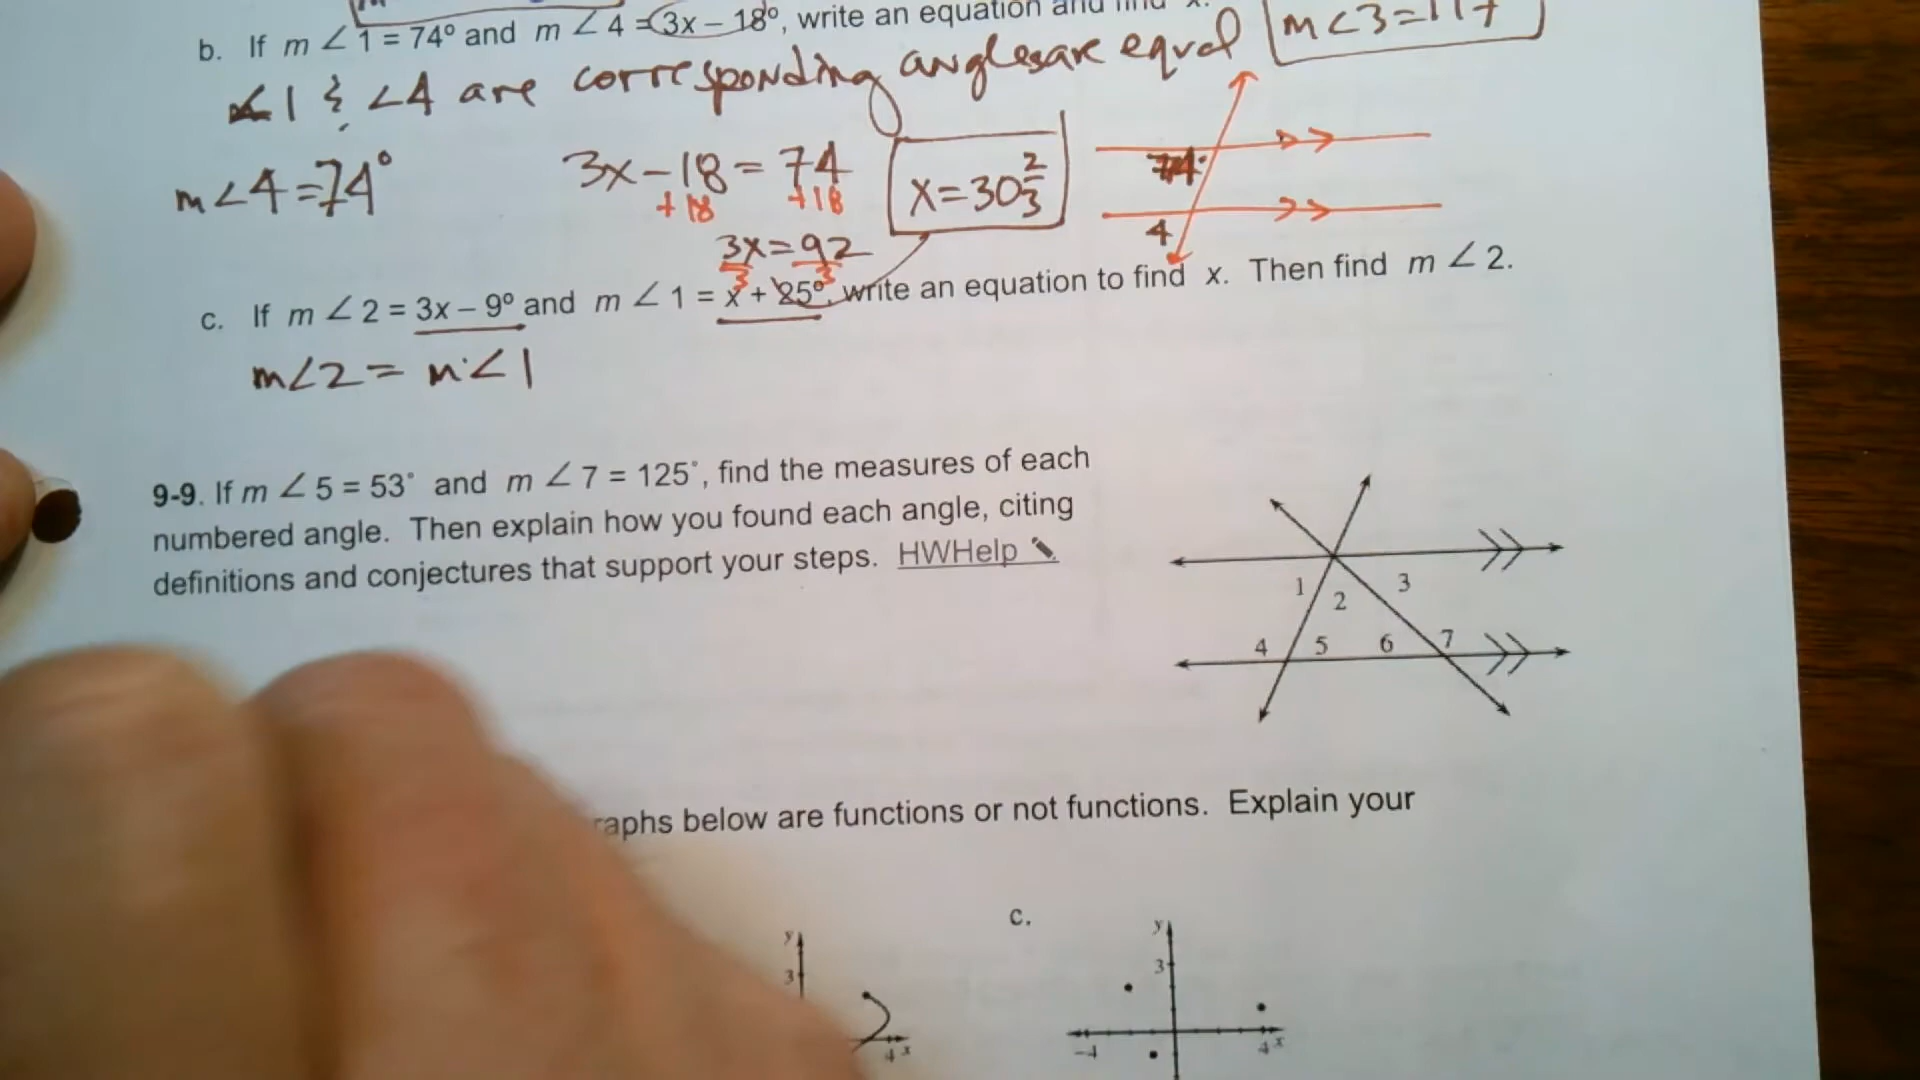 b. If m ∠ 1 = 74° and m ∠ 4 = 3x – 18°, write an equation and find x.
m<3=117
∠1 & ∠4 are corresponding angles are equal
m∠4=74°
3x-18=74
+18 +18
3x=92
3 3
x=30 2/3
74°
4
c. If m ∠ 2 = 3x – 9° and m ∠ 1 = x + 25°, write an equation to find x. Then find m ∠ 2.
m∠2 = m∠1
9-9. If m ∠ 5 = 53° and m ∠ 7 = 125°, find the measures of each
numbered angle. Then explain how you found each angle, citing
definitions and conjectures that support your steps. HWHelp ✎
1 2 3
4 5 6 7
graphs below are functions or not functions. Explain your
c.
y
3
4 x
y
3
-4
4 x